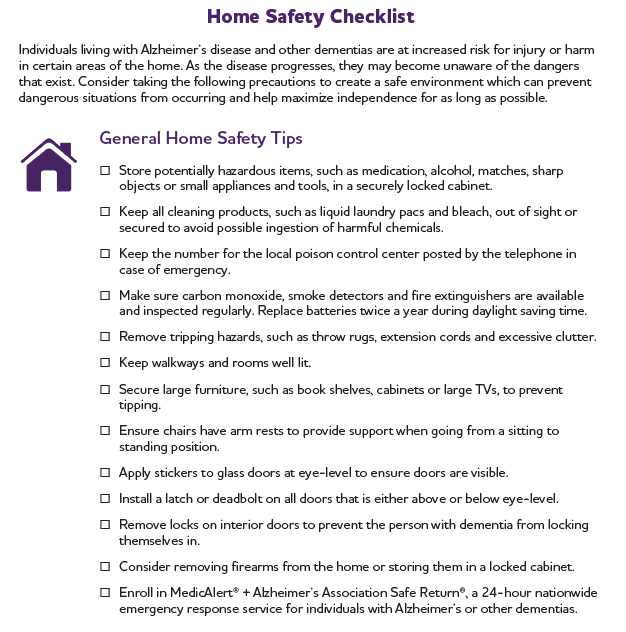 Home Safety Checklist
Individuals living with Alzheimer's disease and other dementias are at increased risk for injury or harm
in certain areas of the home. As the disease progresses, they may become unaware of the dangers
that exist. Consider taking the following precautions to create a safe environment which can prevent
dangerous situations from occurring and help maximize independence for as long as possible.
General Home Safety Tips
☐ Store potentially hazardous items, such as medication, alcohol, matches, sharp
objects or small appliances and tools, in a securely locked cabinet.
☐ Keep all cleaning products, such as liquid laundry pacs and bleach, out of sight or
secured to avoid possible ingestion of harmful chemicals.
☐ Keep the number for the local poison control center posted by the telephone in
case of emergency.
☐ Make sure carbon monoxide, smoke detectors and fire extinguishers are available
and inspected regularly. Replace batteries twice a year during daylight saving time.
☐ Remove tripping hazards, such as throw rugs, extension cords and excessive clutter.
☐ Keep walkways and rooms well lit.
☐ Secure large furniture, such as book shelves, cabinets or large TVs, to prevent
tipping.
☐ Ensure chairs have arm rests to provide support when going from a sitting to
standing position.
☐ Apply stickers to glass doors at eye-level to ensure doors are visible.
☐ Install a latch or deadbolt on all doors that is either above or below eye-level.
☐ Remove locks on interior doors to prevent the person with dementia from locking
themselves in.
☐ Consider removing firearms from the home or storing them in a locked cabinet.
☐ Enroll in MedicAlert® + Alzheimer's Association Safe Return®, a 24-hour nationwide
emergency response service for individuals with Alzheimer's or other dementias.